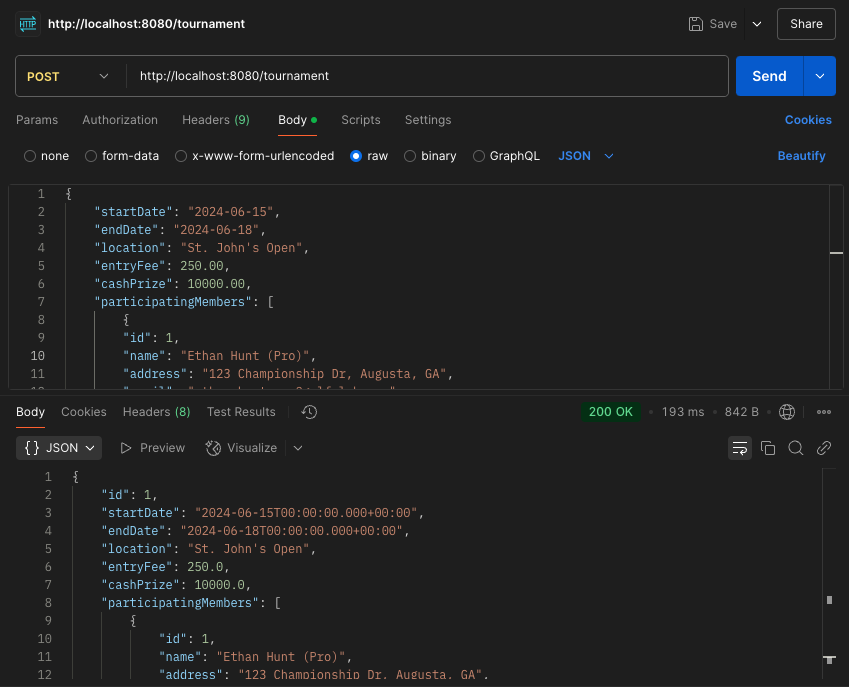 HTTP http://localhost:8080/tournament Save Share
POST http://localhost:8080/tournament Send
Params Authorization Headers (9) Body Scripts Settings Cookies
none form-data x-www-form-urlencoded raw binary GraphQL JSON Beautify
1 {
2 "startDate": "2024-06-15",
3 "endDate": "2024-06-18",
4 "location": "St. John's Open",
5 "entryFee": 250.00,
6 "cashPrize": 10000.00,
7 "participatingMembers": [
8 {
9 "id": 1,
10 "name": "Ethan Hunt (Pro)",
11 "address": "123 Championship Dr, Augusta, GA",
Body Cookies Headers (8) Test Results 200 OK • 193 ms • 842 B •
{} JSON Preview Visualize
1 {
2 "id": 1,
3 "startDate": "2024-06-15T00:00:00.000+00:00",
4 "endDate": "2024-06-18T00:00:00.000+00:00",
5 "location": "St. John's Open",
6 "entryFee": 250.0,
7 "cashPrize": 10000.0,
8 "participatingMembers": [
9 {
10 "id": 1,
11 "name": "Ethan Hunt (Pro)",
12 "address": "123 Championship Dr, Augusta, GA",